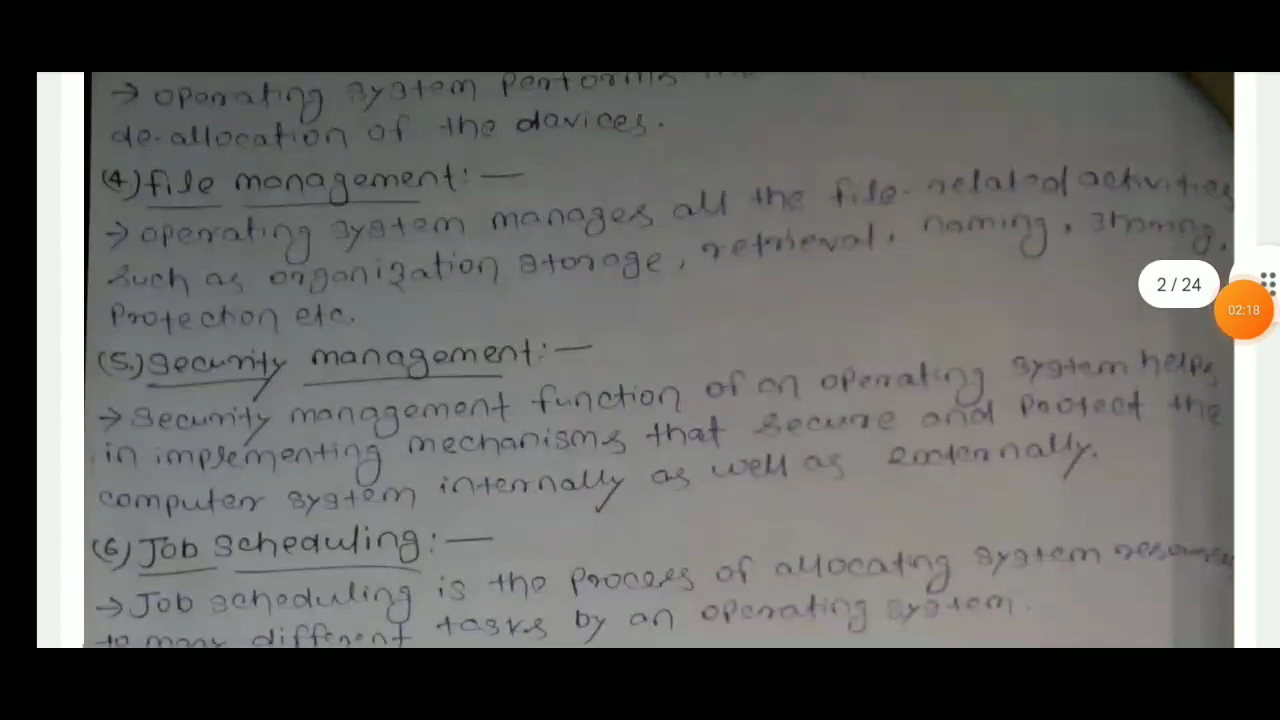 → operating system performs
de-allocation of the devices.
(4) file management: —
→ operating system manages all the file-related activities
such as organization storage, retrieval, naming, sharing,
protection etc.
(5.) security management: —
→ security management function of an operating system helps
in implementing mechanisms that secure and protect the
computer system internally as well as externally.
(6) Job scheduling: —
→ Job scheduling is the process of allocating system resources
to many different tasks by an operating system.
2 / 24
02:18